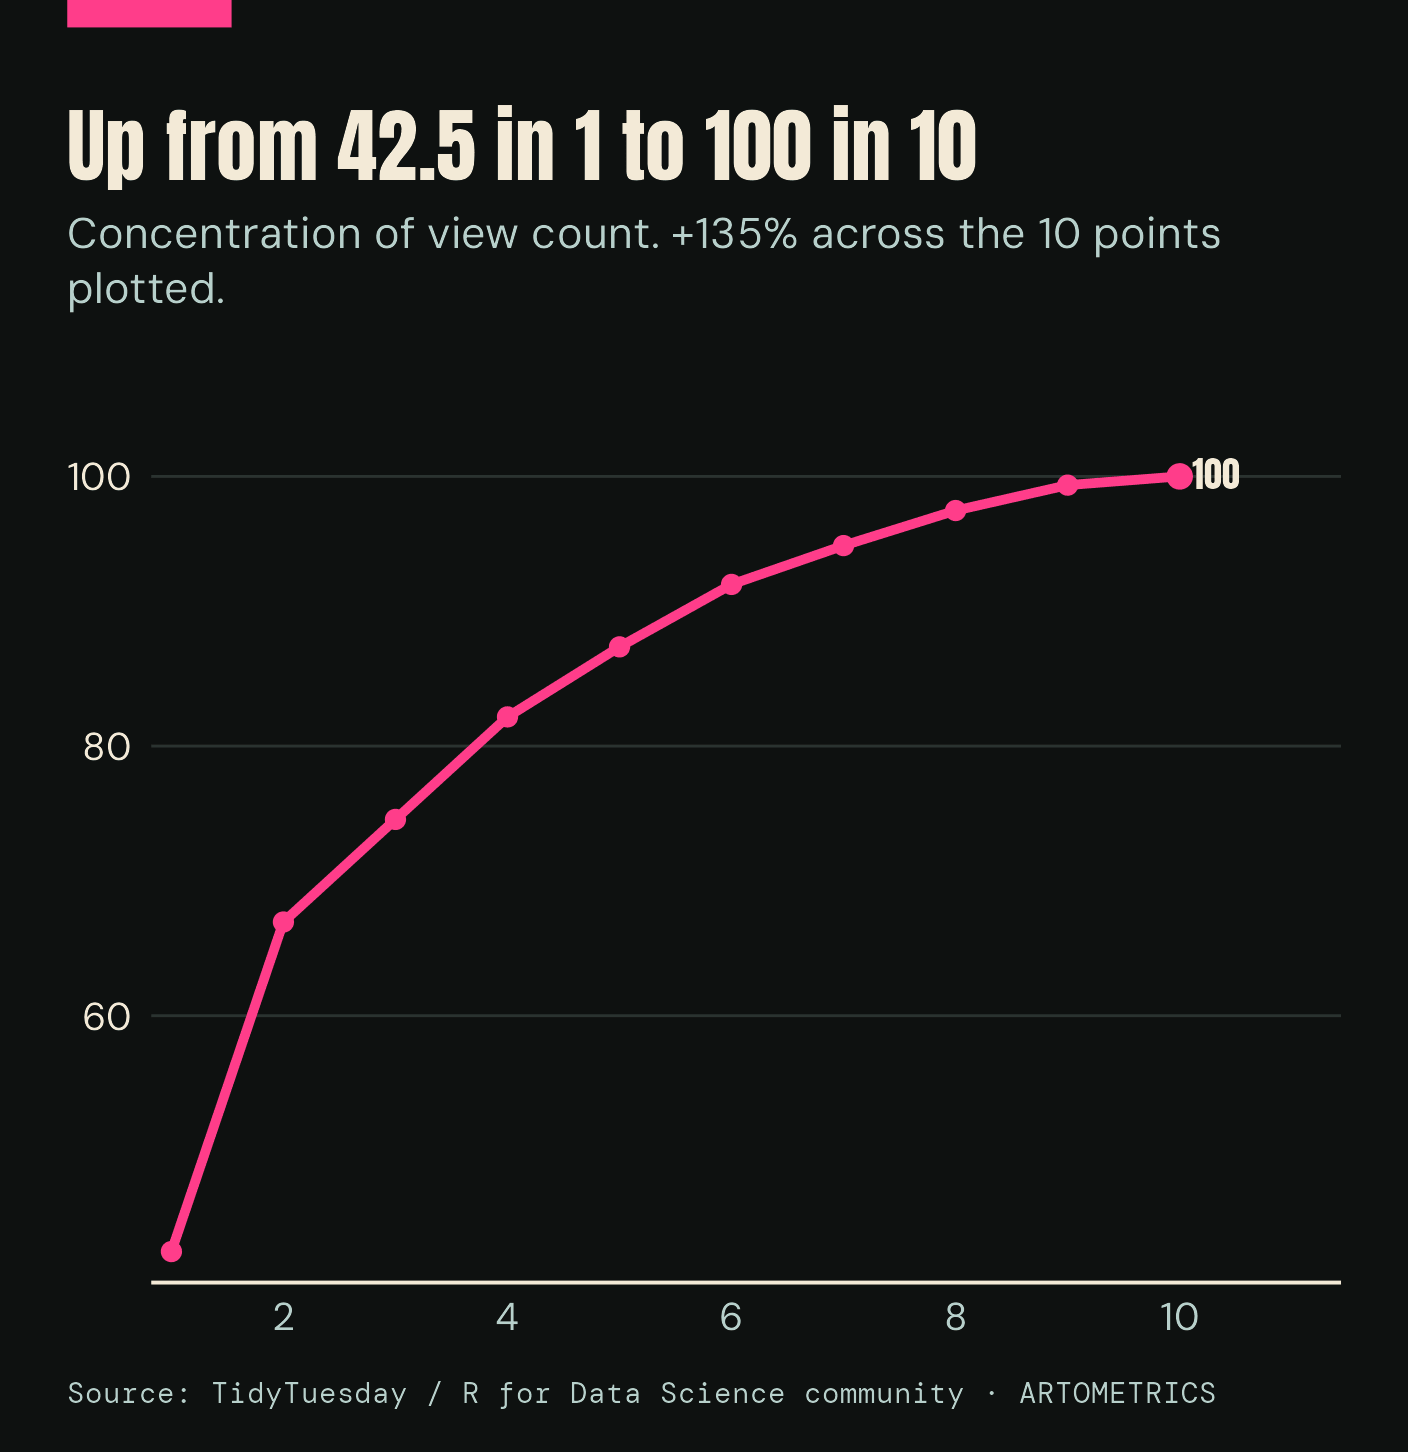 Up from 42.5 in 1 to 100 in 10
Concentration of view count. +135% across the 10 points
plotted.
100
100
80
60
2 4 6 8 10
Source: TidyTuesday / R for Data Science community · ARTOMETRICS